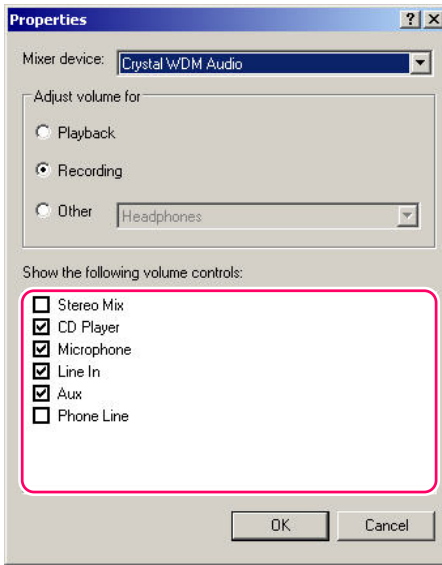 Properties
Mixer device: Crystal WDM Audio
Adjust volume for
Playback
Recording
Other Headphones
Show the following volume controls:
Stereo Mix
CD Player
Microphone
Line In
Aux
Phone Line
OK Cancel